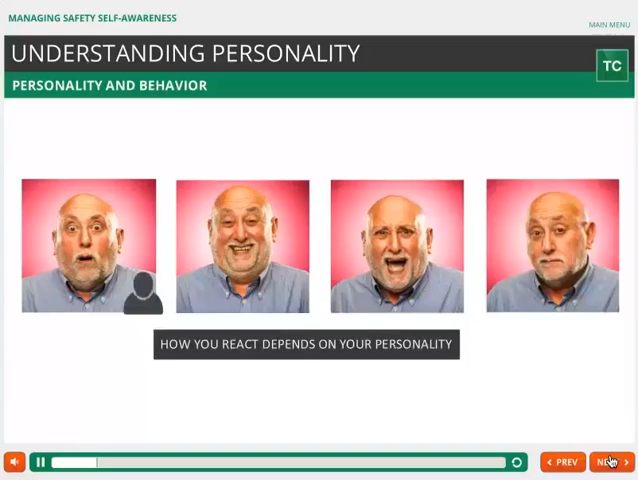 MANAGING SAFETY SELF-AWARENESS
MAIN MENU
UNDERSTANDING PERSONALITY
TC
PERSONALITY AND BEHAVIOR
HOW YOU REACT DEPENDS ON YOUR PERSONALITY
PREV